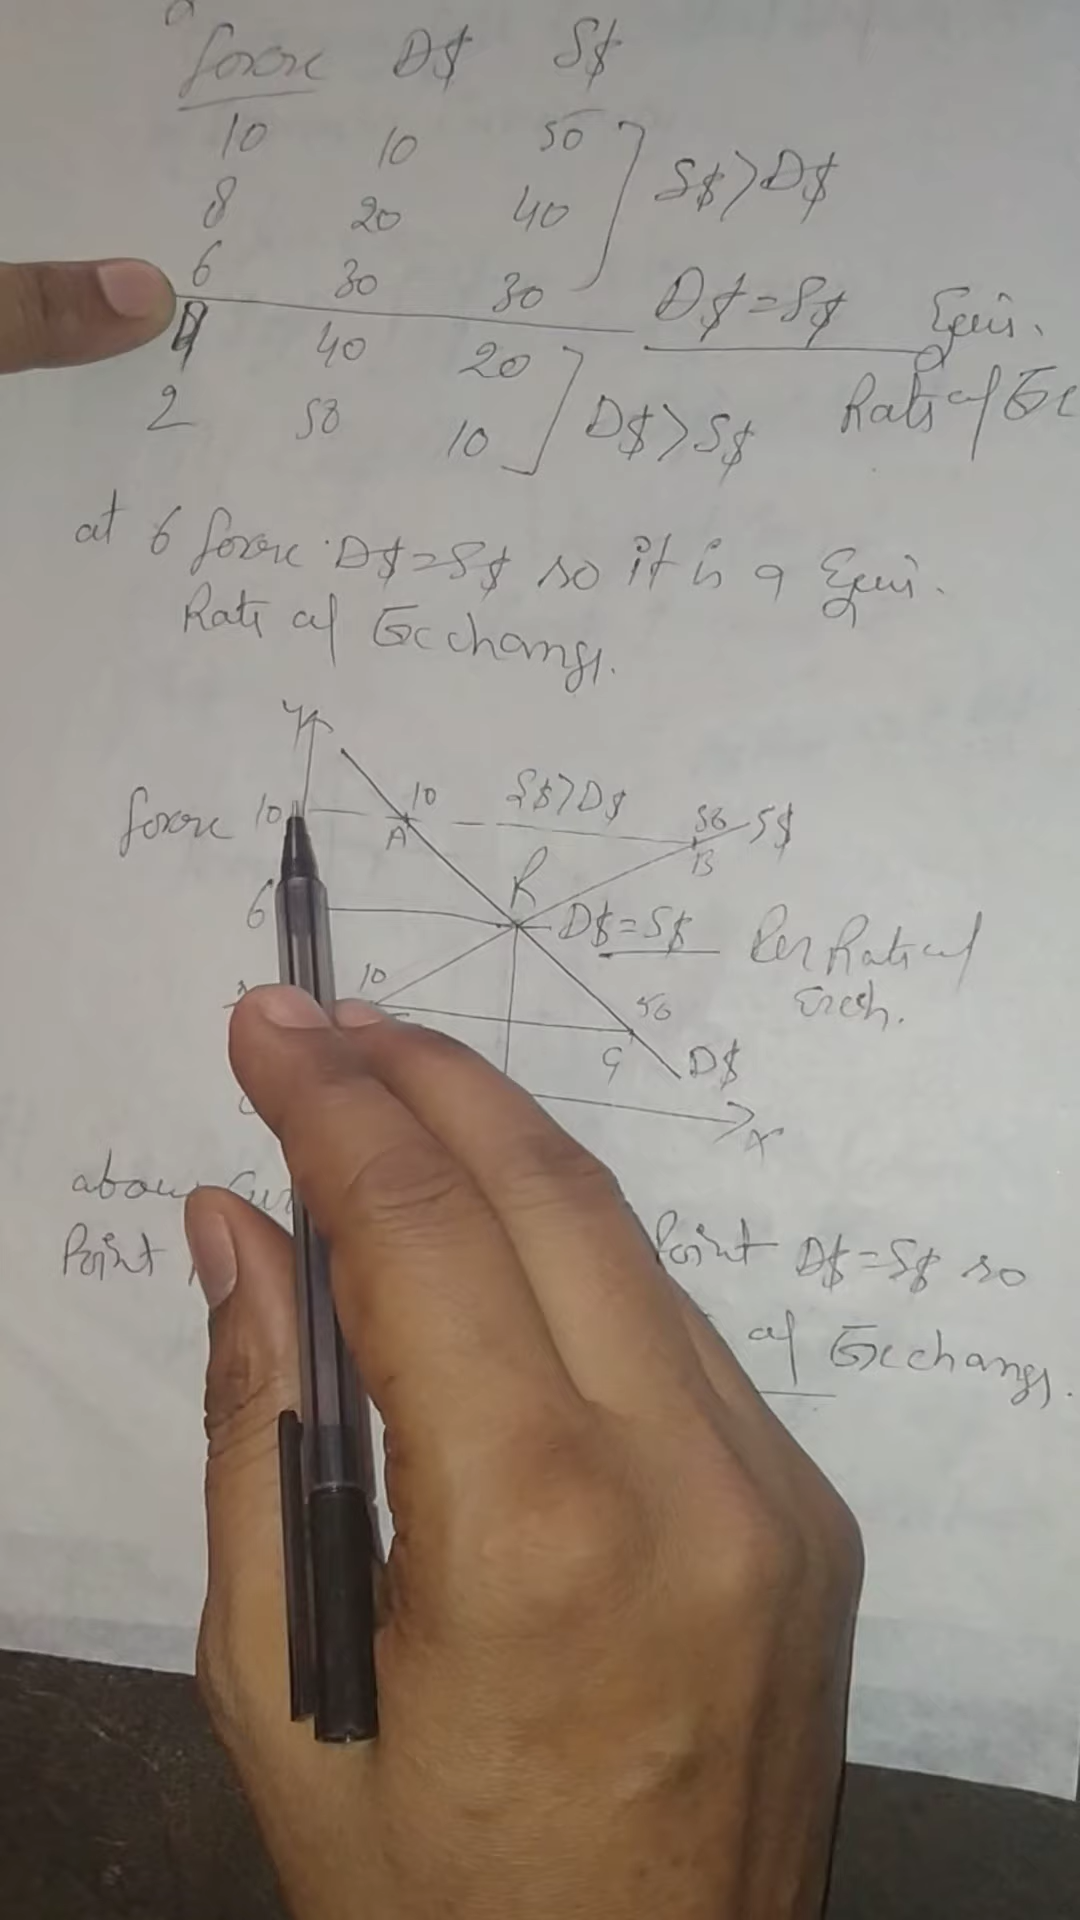 forex D$ S$
10 10 50
8 20 40 S$>D$
6 30 30 D$=S$ Equi.
4 40 20 Rate of Ex
2 50 10 D$>S$
at 6 forex D$=S$ so it is a Equi.
Rate of Exchange.
Y
forex 10 10 S$>D$ 50 S$
A B
6 R D$=S$ Rate of
Exch.
10 50
G D$
X
above
Point Point D$=S$ so
of Exchange.